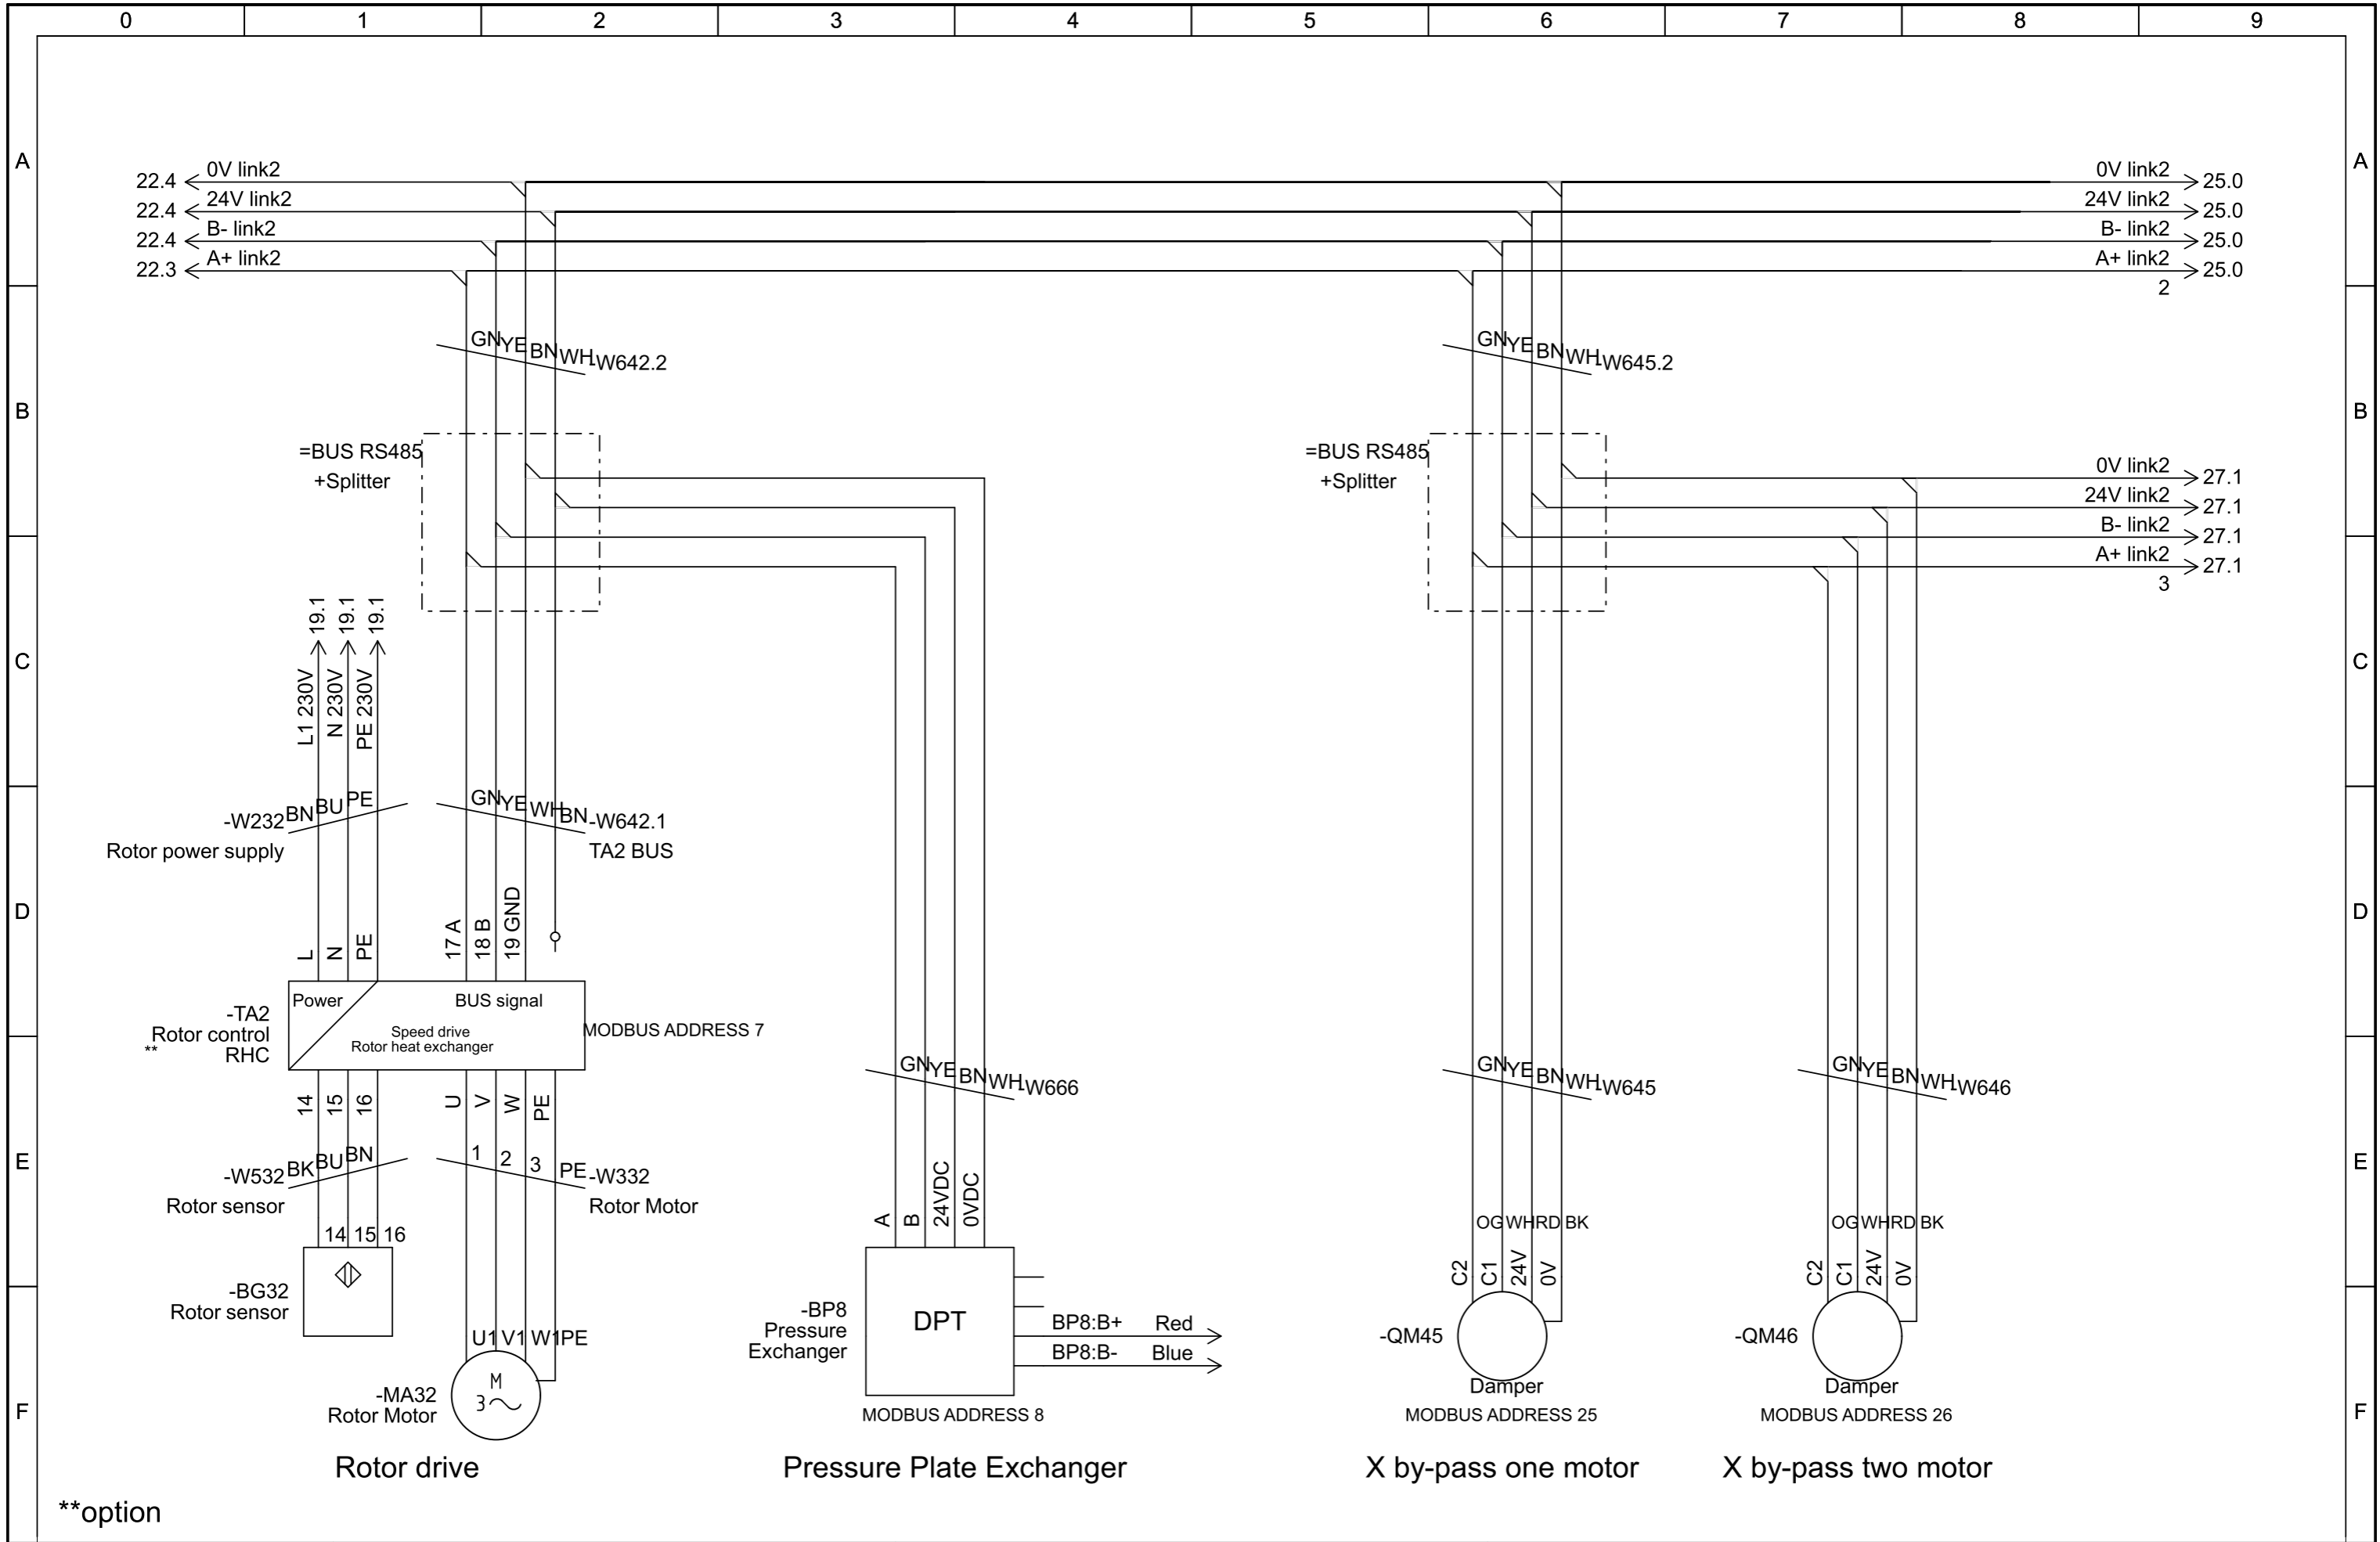 0 1 2 3 4 5 6 7 8 9
A A
22.4 0V link2 0V link2 25.0
22.4 24V link2 24V link2 25.0
22.4 B- link2 B- link2 25.0
22.3 A+ link2 A+ link2 25.0
2
GN YE BN WH -W642.2
GN YE BN WH -W645.2
B B
=BUS RS485
+Splitter
=BUS RS485
+Splitter
0V link2 27.1
24V link2 27.1
B- link2 27.1
A+ link2 27.1
3
19.1 19.1 19.1
L1 230V N 230V PE 230V
C C
-W232 BN BU PE
Rotor power supply
GN YE WH BN -W642.1
TA2 BUS
D D
L N PE 17 A 18 B 19 GND
Power BUS signal
-TA2
Rotor control
** RHC
Speed drive
Rotor heat exchanger
MODBUS ADDRESS 7
14 15 16 U V W PE
GN YE BN WH -W666
GN YE BN WH -W645
GN YE BN WH -W646
E E
-W532 BK BU BN
Rotor sensor
1 2 3 PE -W332
Rotor Motor
14 15 16
-BG32
Rotor sensor
U1 V1 W1 PE
M
3
-MA32
Rotor Motor
A B 24VDC 0VDC
-BP8
Pressure
Exchanger
DPT
BP8:B+ Red
BP8:B- Blue
MODBUS ADDRESS 8
OG WH RD BK
C2 C1 24V 0V
-QM45
Damper
MODBUS ADDRESS 25
OG WH RD BK
C2 C1 24V 0V
-QM46
Damper
MODBUS ADDRESS 26
F F
Rotor drive
Pressure Plate Exchanger
X by-pass one motor
X by-pass two motor
**option